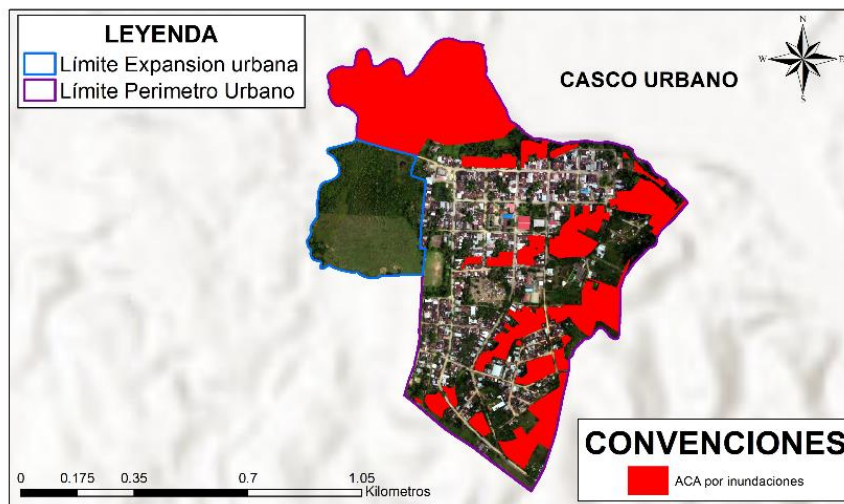 LEYENDA
Límite Expansion urbana
Límite Perimetro Urbano
CASCO URBANO
N
W E
S
CONVENCIONES
ACA por inundaciones
0 0.175 0.35 0.7 1.05
Kilometros